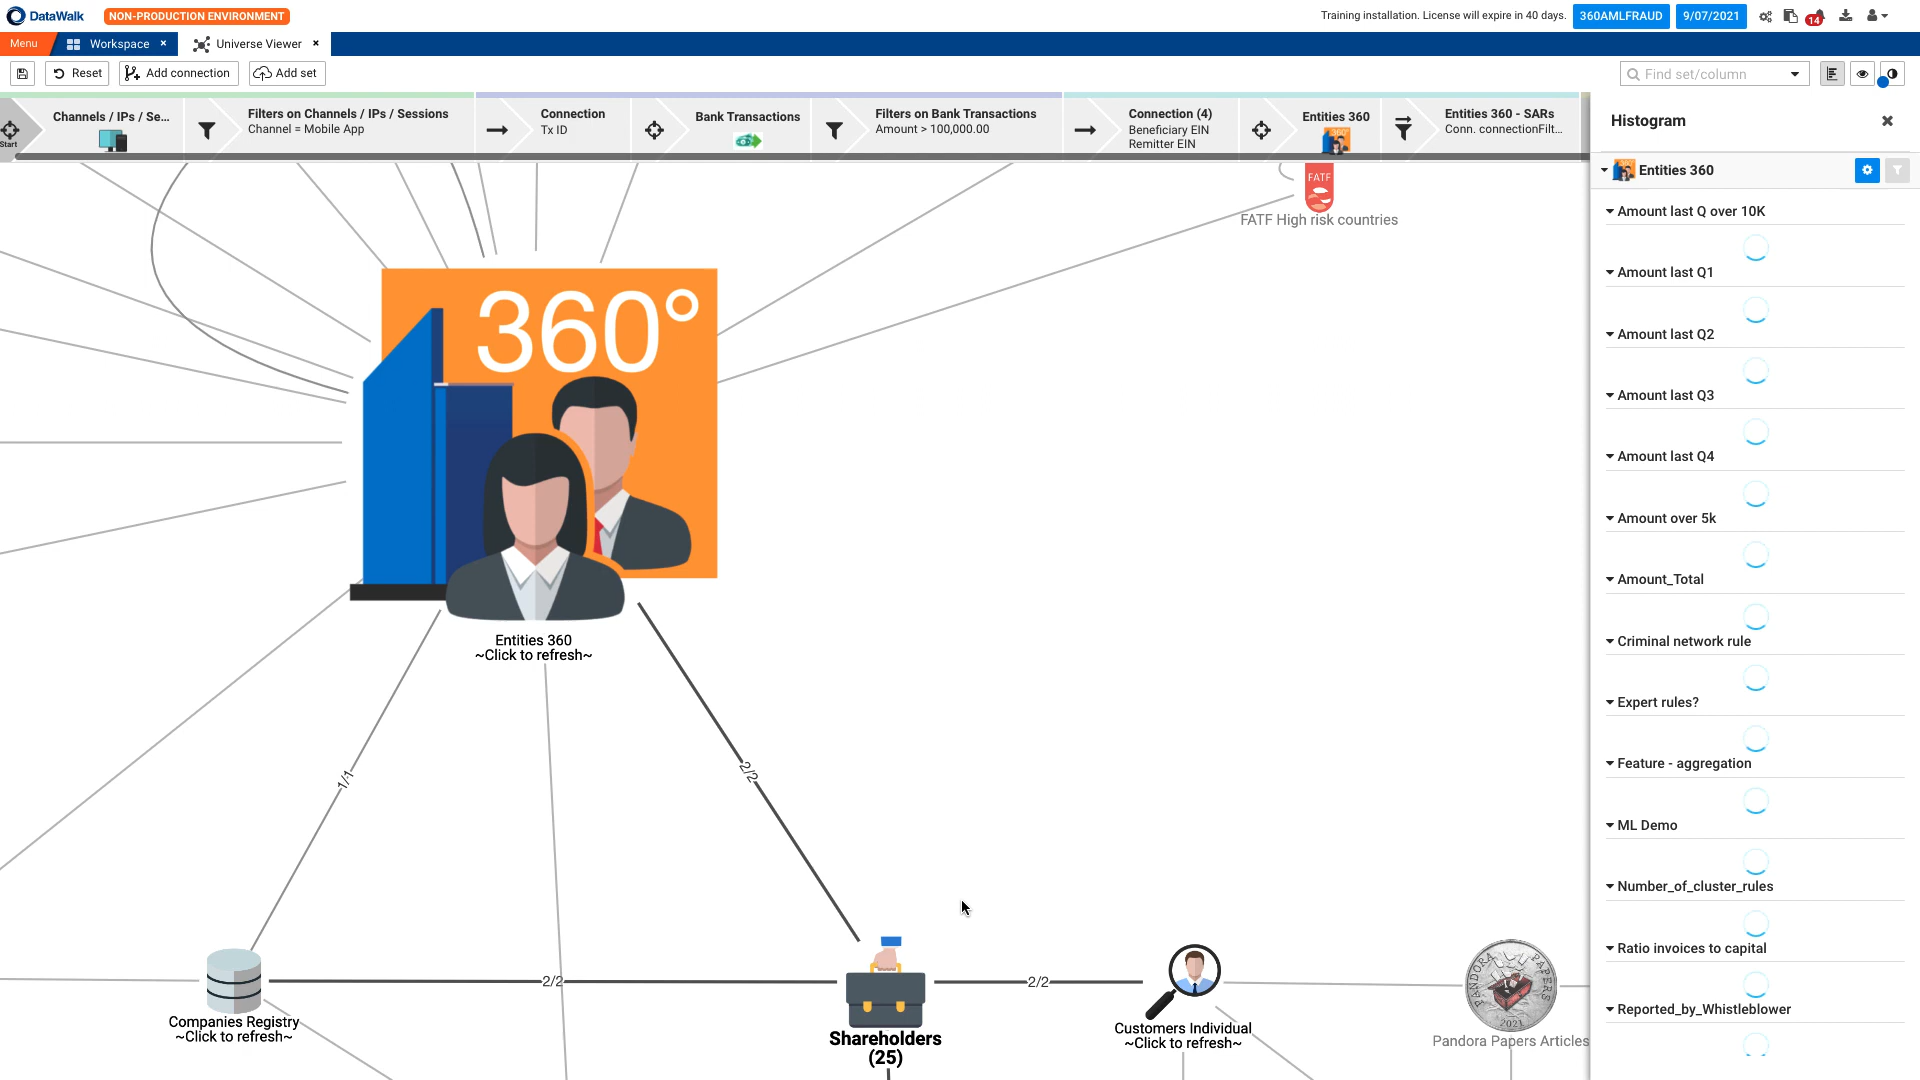 DataWalk
NON-PRODUCTION ENVIRONMENT
Training installation. License will expire in 40 days.
360AMLFRAUD
9/07/2021
14
Menu
Workspace
Universe Viewer
Reset
Add connection
Add set
Find set/column
Start
Channels / IPs / Se...
Filters on Channels / IPs / Sessions
Channel = Mobile App
Connection
Tx ID
Bank Transactions
Filters on Bank Transactions
Amount > 100,000.00
Connection (4)
Beneficiary EIN
Remitter EIN
Entities 360
Entities 360 - SARs
Conn. connectionFilt...
FATF
FATF High risk countries
360°
Entities 360
~Click to refresh~
1/1
2/2
2/2
2/2
Companies Registry
~Click to refresh~
Shareholders
(25)
Customers Individual
~Click to refresh~
PANDORA PAPERS
2021
Pandora Papers Articles
Histogram
Entities 360
Amount last Q over 10K
Amount last Q1
Amount last Q2
Amount last Q3
Amount last Q4
Amount over 5k
Amount_Total
Criminal network rule
Expert rules?
Feature - aggregation
ML Demo
Number_of_cluster_rules
Ratio invoices to capital
Reported_by_Whistleblower